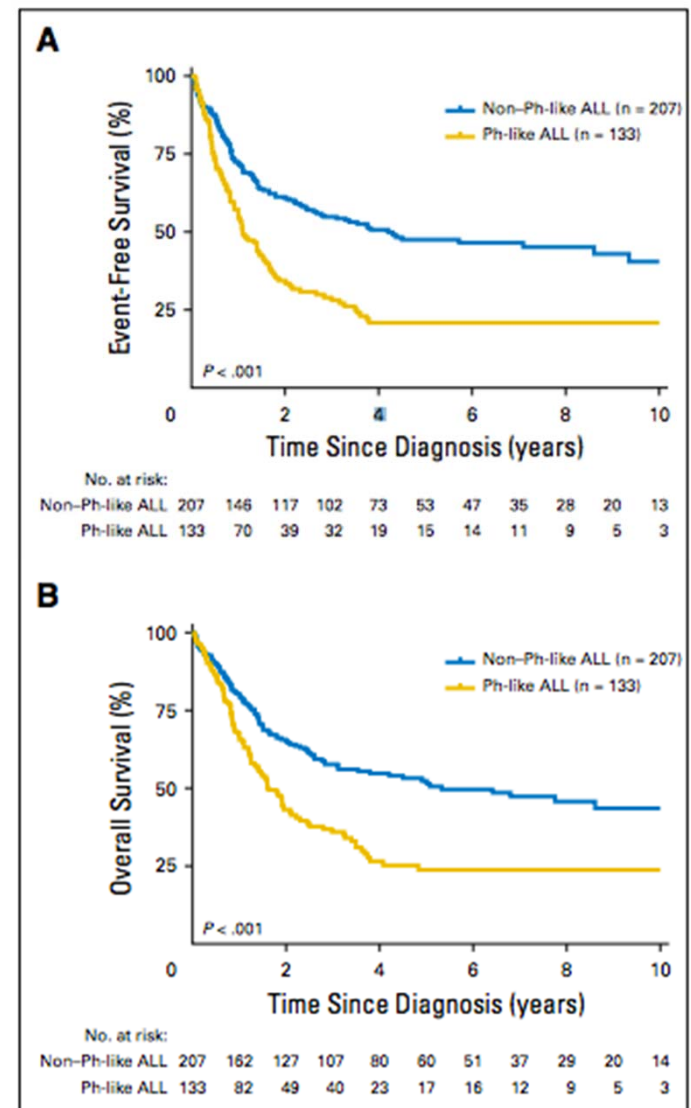 A
Event-Free Survival (%)
100
75
50
25
0
Non–Ph-like ALL (n = 207)
Ph-like ALL (n = 133)
P < .001
2 4 6 8 10
Time Since Diagnosis (years)
No. at risk:
Non–Ph-like ALL 207 146 117 102 73 53 47 35 28 20 13
Ph-like ALL 133 70 39 32 19 15 14 11 9 5 3
B
Overall Survival (%)
100
75
50
25
0
Non–Ph-like ALL (n = 207)
Ph-like ALL (n = 133)
P < .001
2 4 6 8 10
Time Since Diagnosis (years)
No. at risk:
Non–Ph-like ALL 207 162 127 107 80 60 51 37 29 20 14
Ph-like ALL 133 82 49 40 23 17 16 12 9 5 3